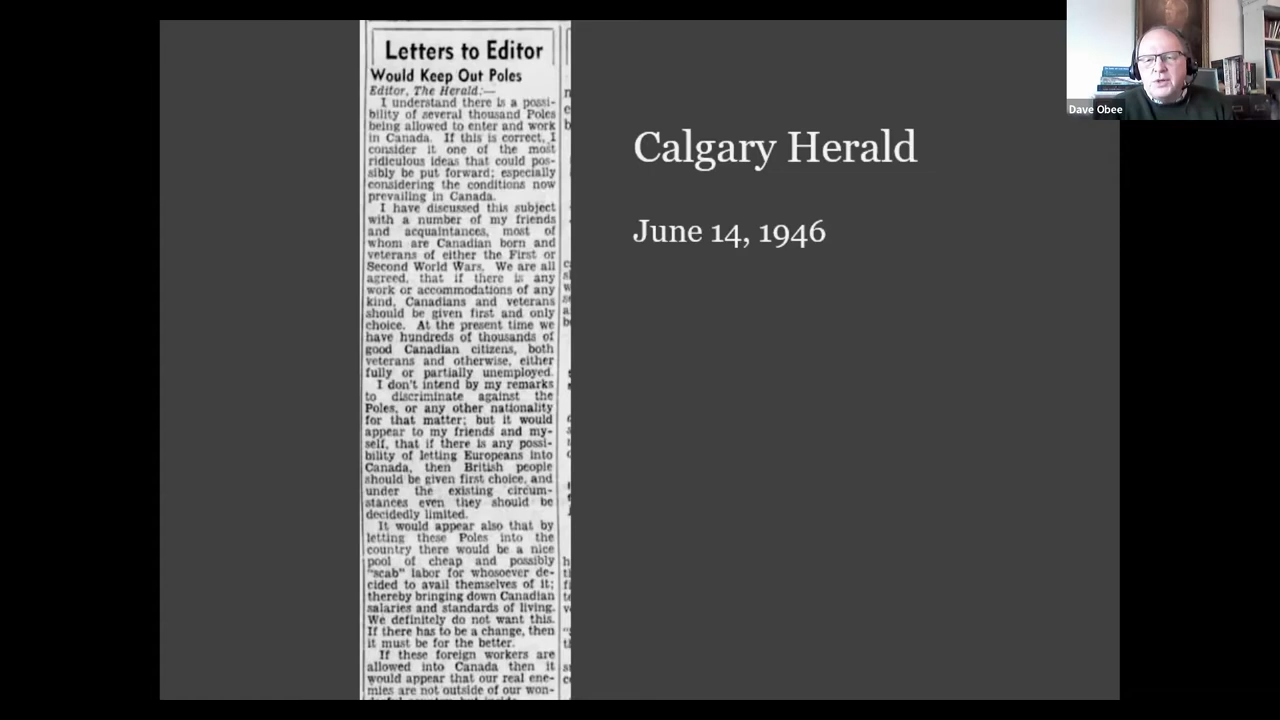 Letters to Editor
Would Keep Out Poles
Editor, The Herald:—
I understand there is a possi-
bility of several thousand Poles
being allowed to enter and work
in Canada. If this is correct, I
consider it one of the most
ridiculous ideas that could pos-
sibly be put forward; especially
considering the conditions now
prevailing in Canada.
I have discussed this subject
with a number of my friends
and acquaintances, most of
whom are Canadian born and
veterans of either the First or
Second World Wars. We are all
agreed, that if there is any
work or accommodations of any
kind, Canadians and veterans
should be given first and only
choice. At the present time we
have hundreds of thousands of
good Canadian citizens, both
veterans and otherwise, either
fully or partially unemployed.
I don't intend by my remarks
to discriminate against the
Poles, or any other nationality
for that matter; but it would
appear to my friends and my-
self, that if there is any possi-
bility of letting Europeans into
Canada, then British people
should be given first choice, and
under the existing circum-
stances even they should be
decidedly limited.
It would appear also that by
letting these Poles into the
country there would be a nice
pool of cheap and possibly
"scab" labor for whosoever de-
cided to avail themselves of it;
thereby bringing down Canadian
salaries and standards of living.
We definitely do not want this.
If there has to be a change, then
it must be for the better.
If these foreign workers are
allowed into Canada then it
would appear that our real ene-
mies are not outside of our won-
Calgary Herald
June 14, 1946
Dave Obee